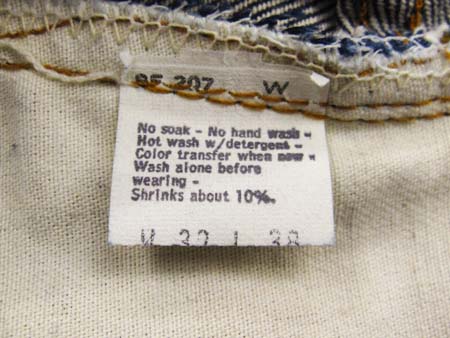 85 207 W
No soak - No hand wash -
Hot wash w/detergent -
Color transfer when new -
Wash alone before
wearing -
Shrinks about 10%.
W 32 L 38